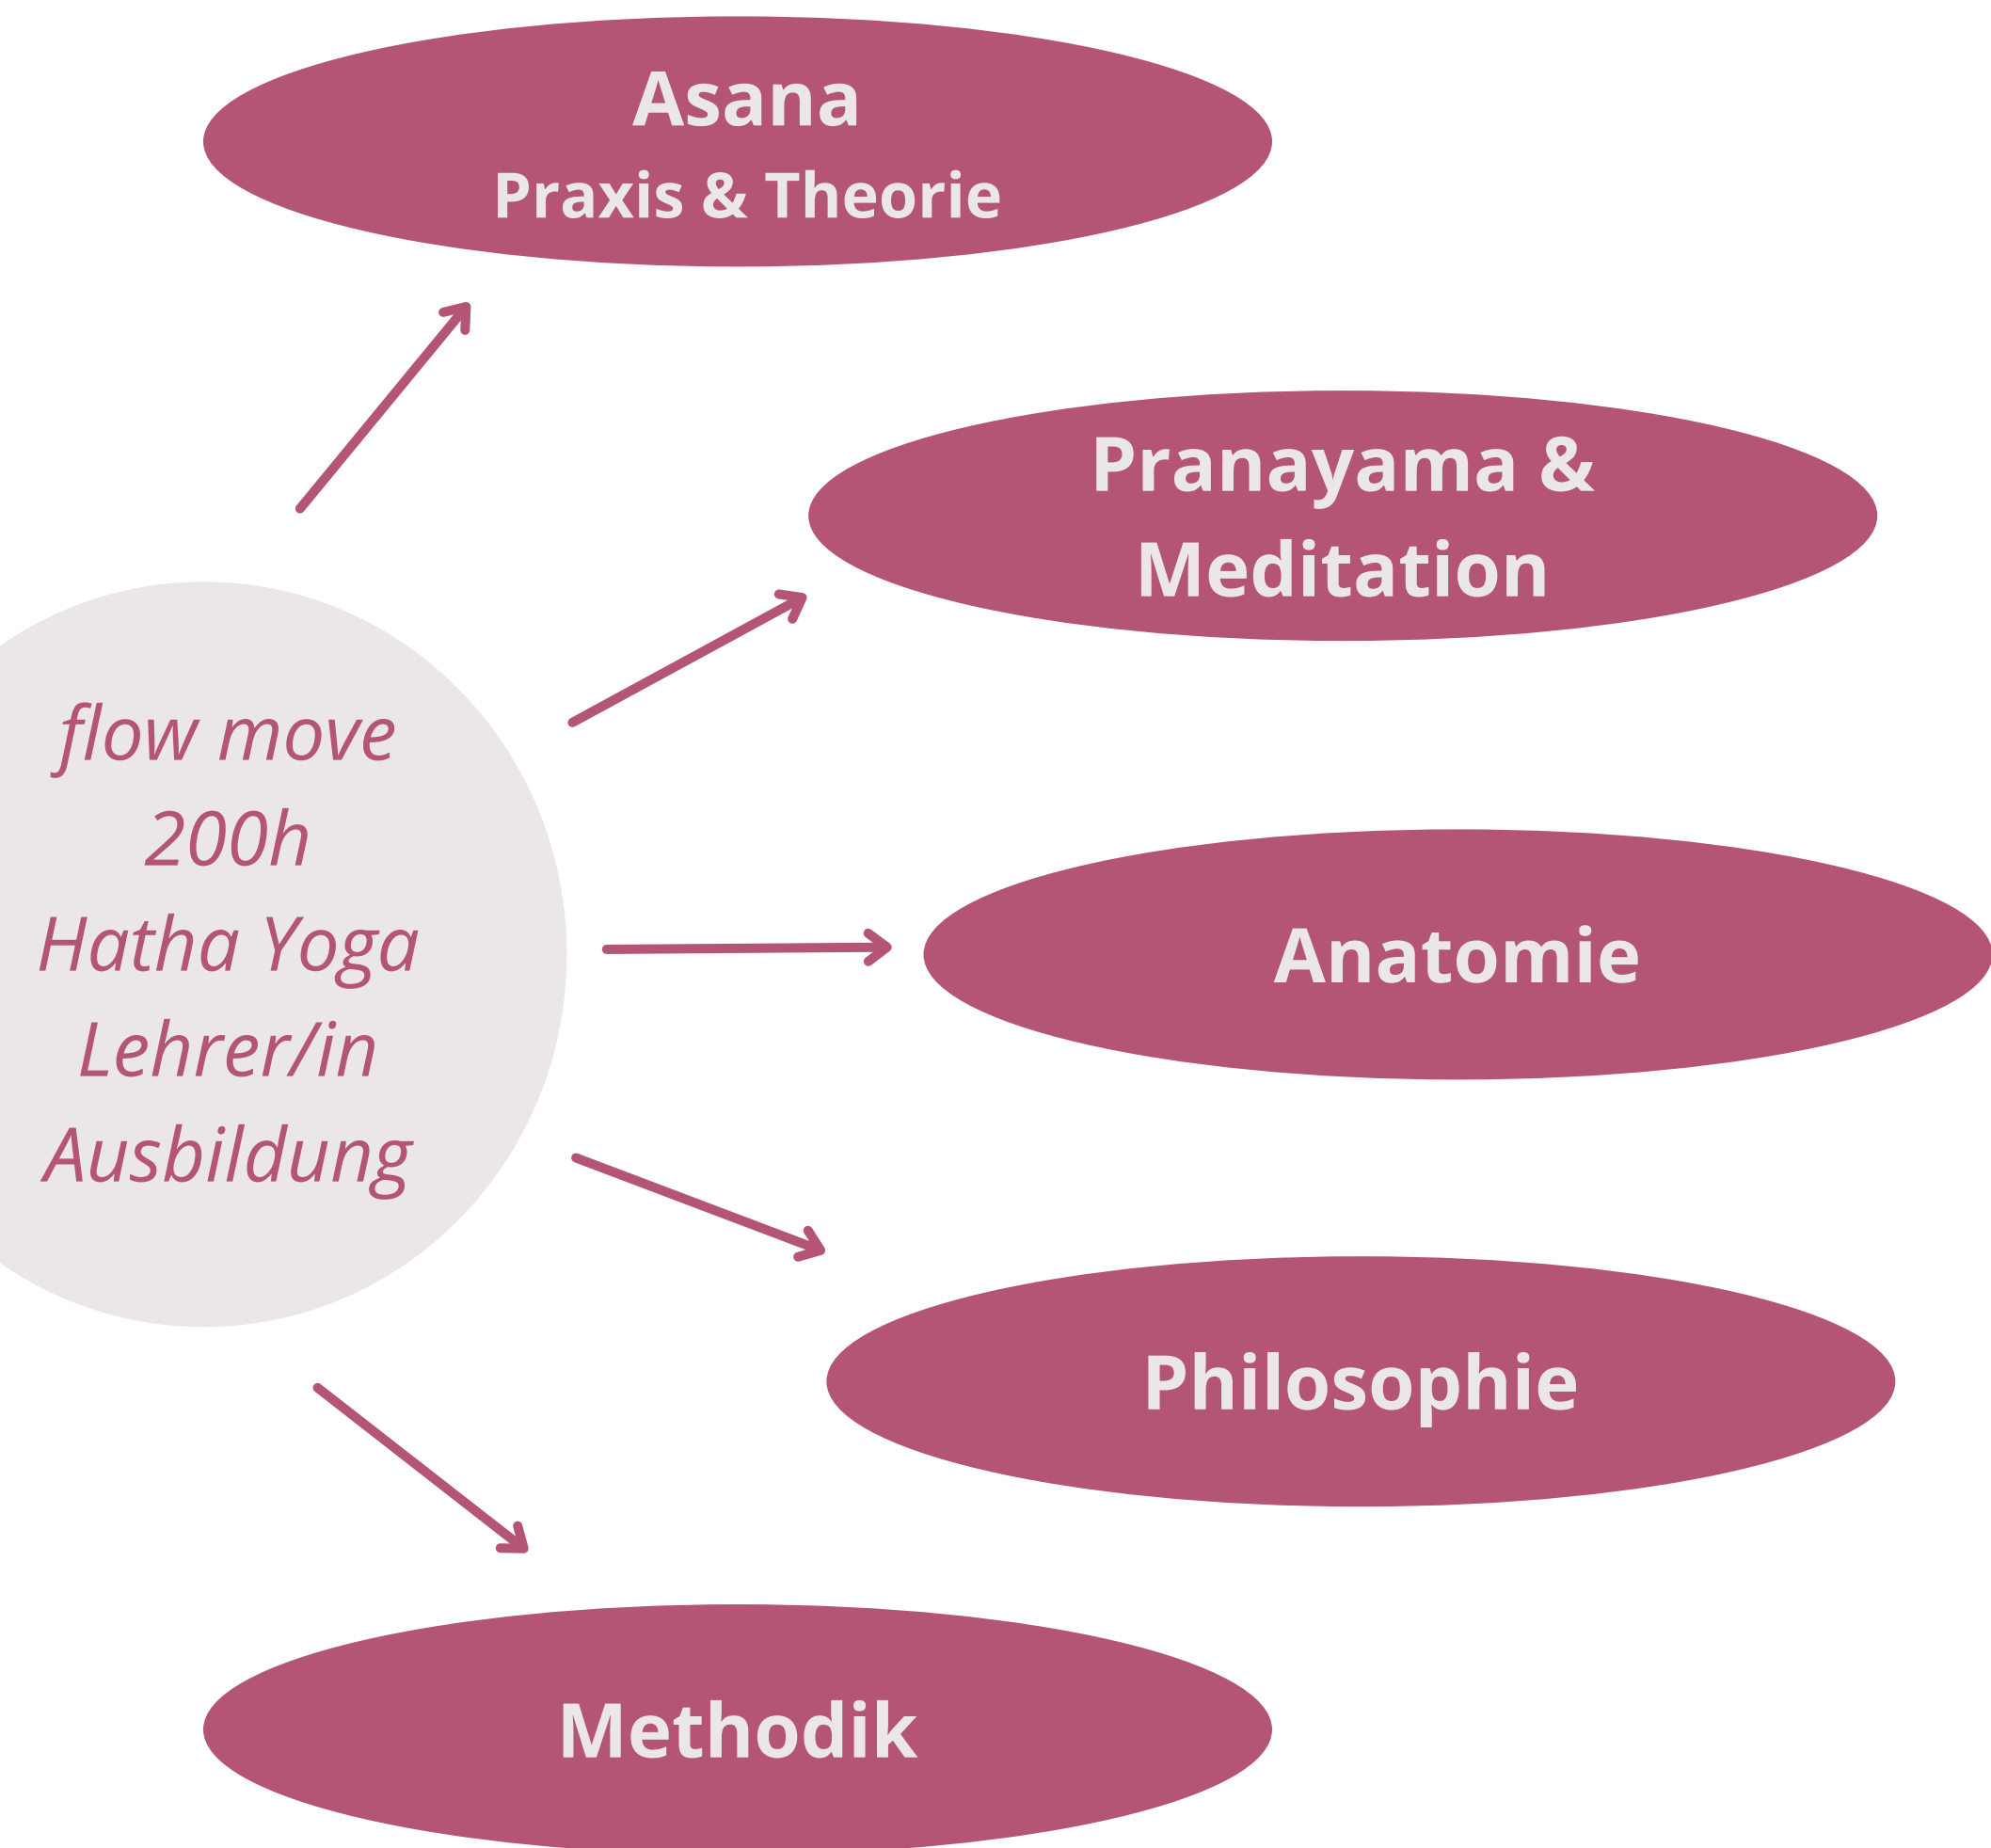 Asana
Praxis & Theorie
Pranayama &
Meditation
flow move
200h
Hatha Yoga
Lehrer/in
Ausbildung
Anatomie
Philosophie
Methodik